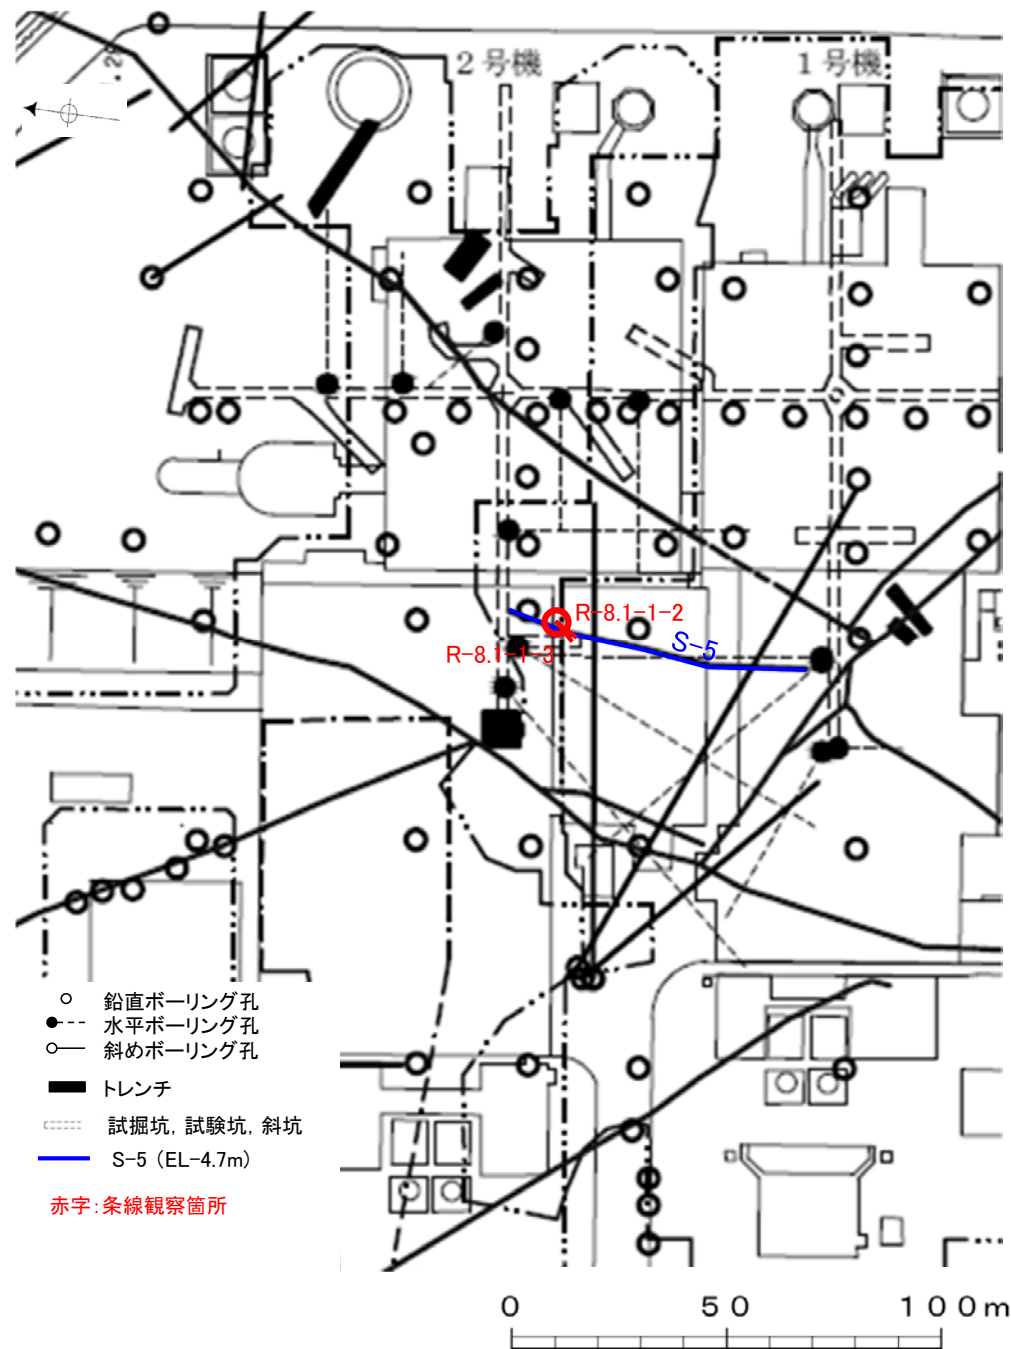 2号機
1号機
R-8.1-1-2
R-8.1-1-3
S-5
鉛直ボーリング孔
水平ボーリング孔
斜めボーリング孔
トレンチ
試掘坑, 試験坑, 斜坑
S-5 (EL-4.7m)
赤字:条線観察箇所
0 50 100m